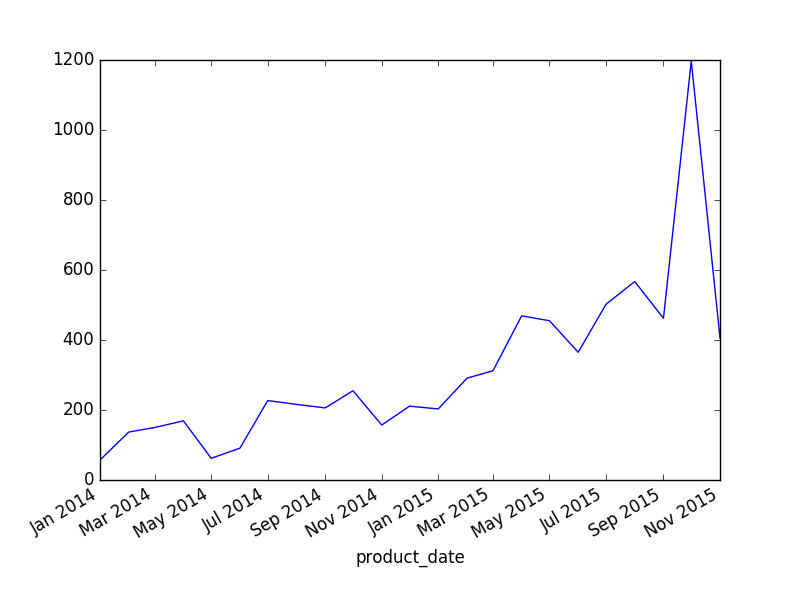 1200
1000
800
600
400
200
0
Jan 2014
Mar 2014
May 2014
Jul 2014
Sep 2014
Nov 2014
Jan 2015
Mar 2015
May 2015
Jul 2015
Sep 2015
Nov 2015
product_date